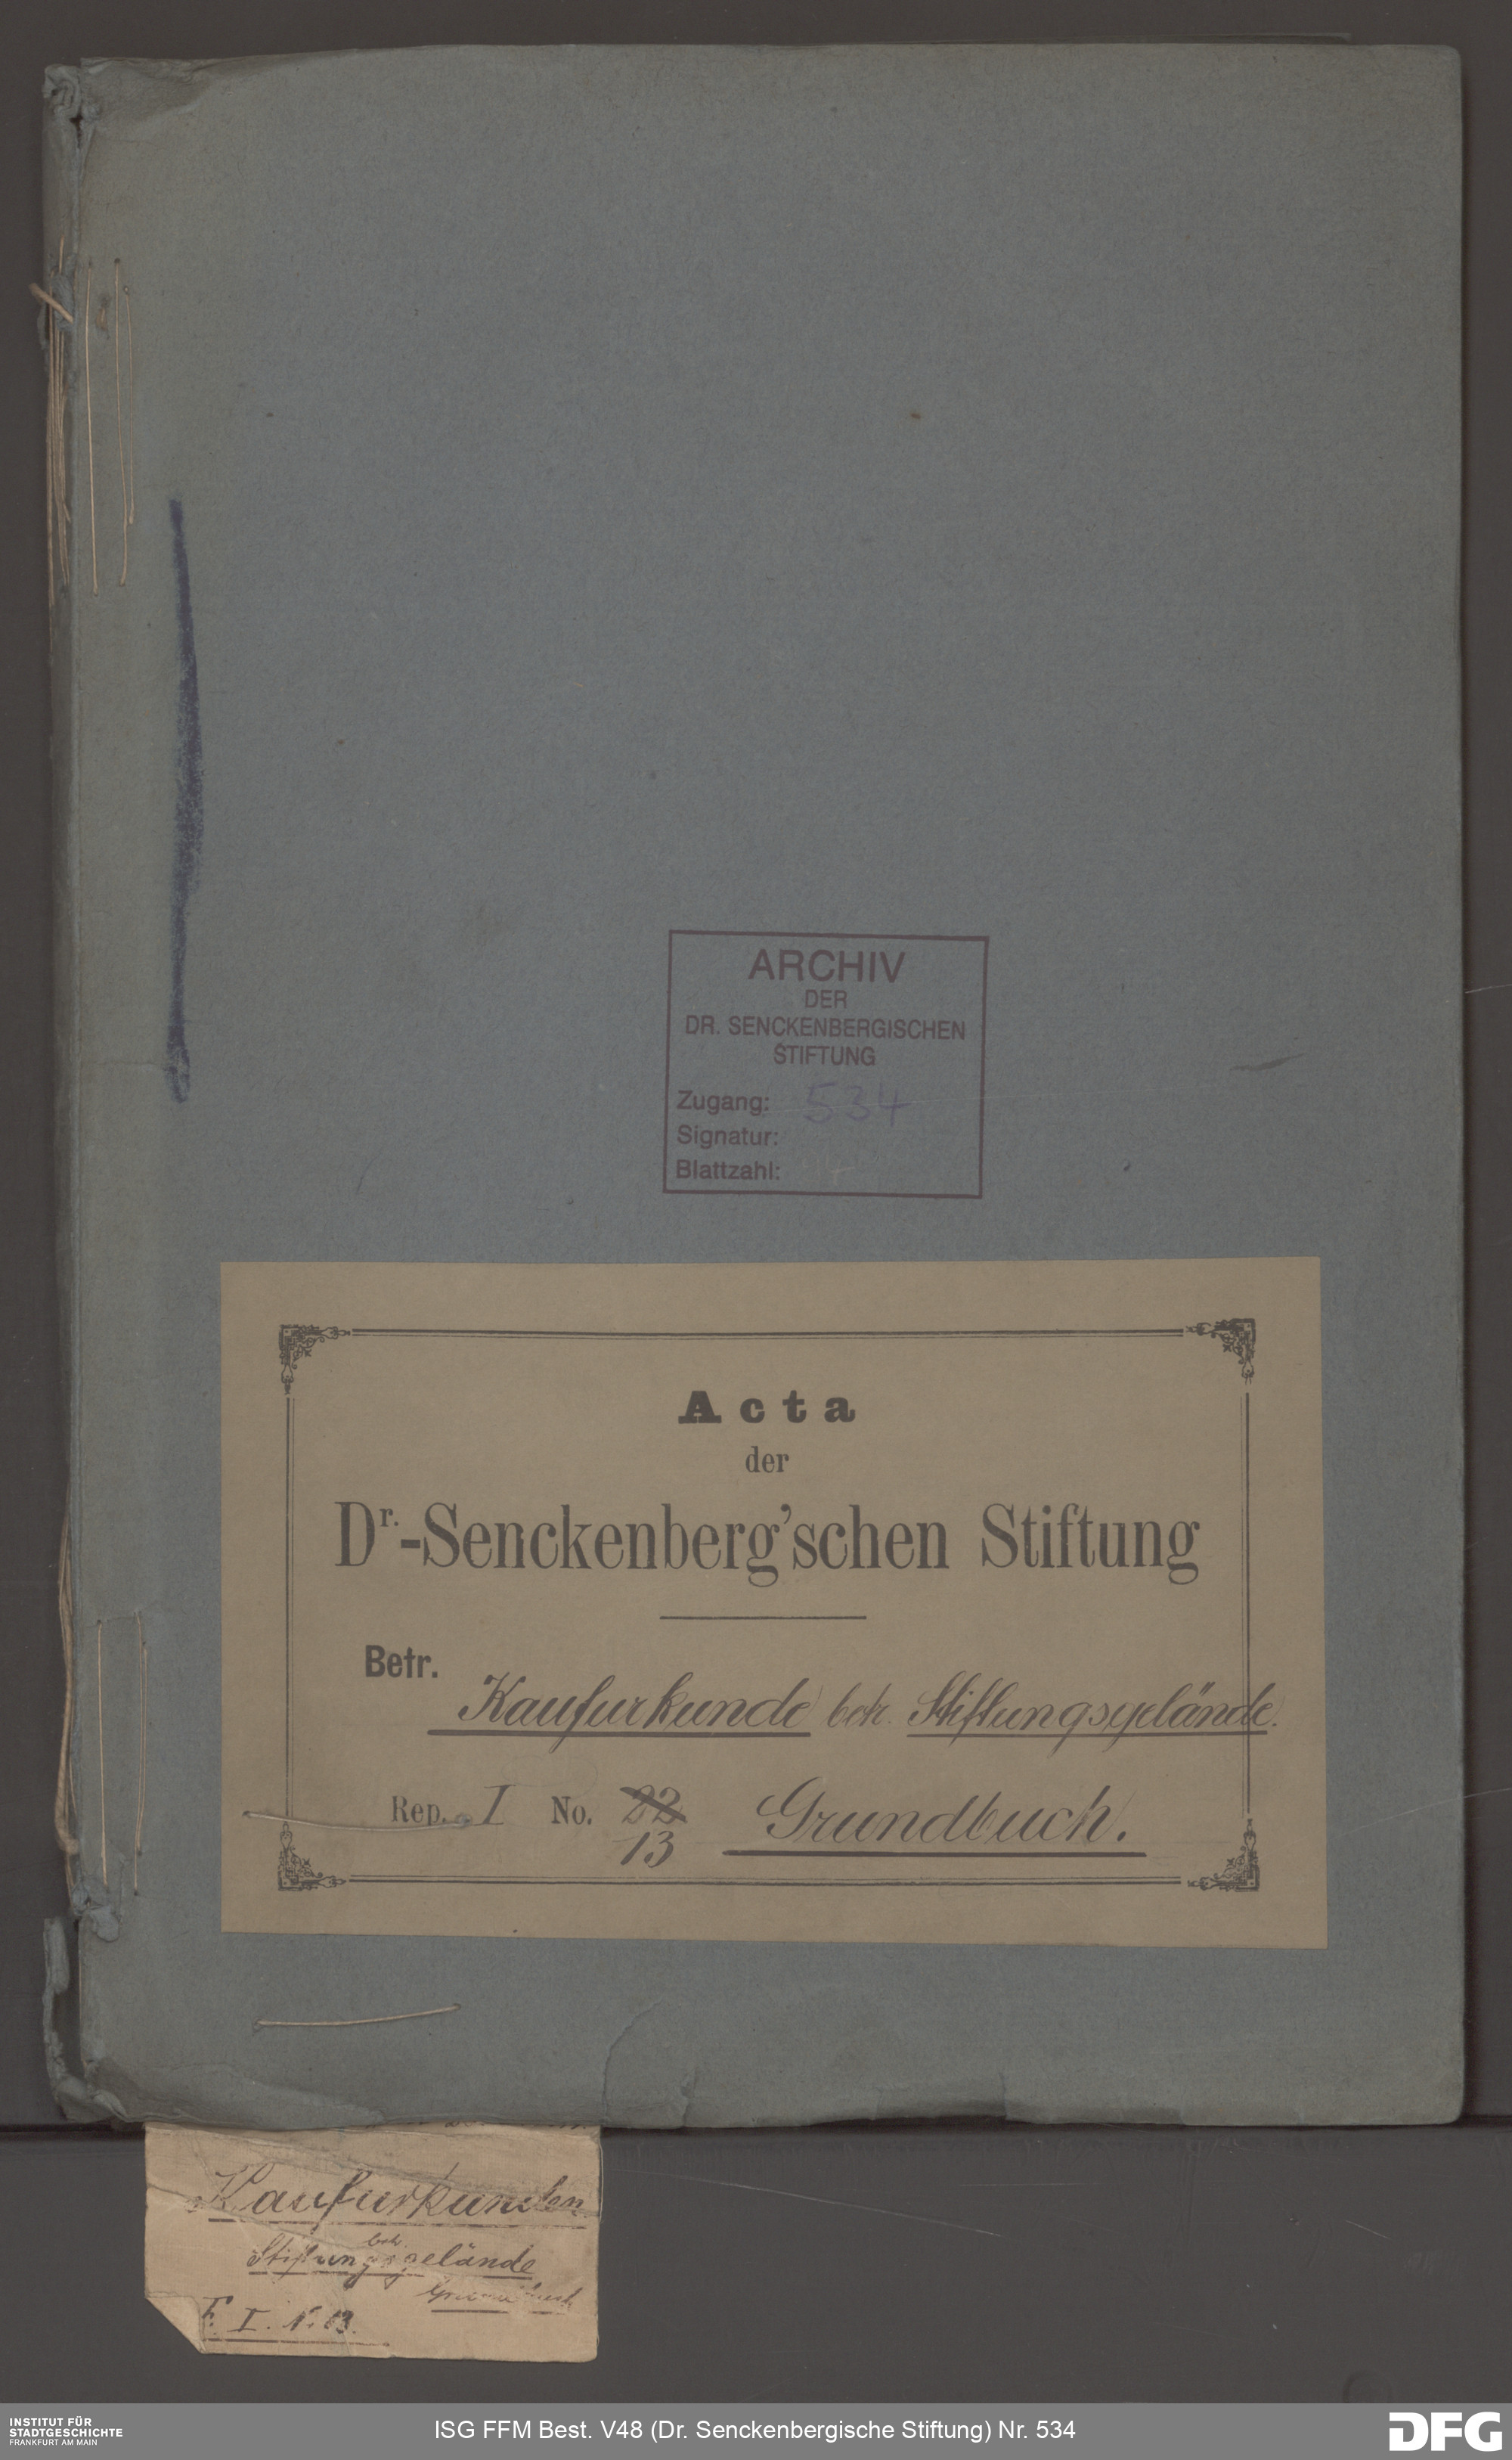 ARCHIV
DER
DR. SENCKENBERGISCHEN
STIFTUNG
Zugang: 534
Signatur:
Blattzahl:
Acta
der
Dr.-Senckenberg'schen Stiftung
Betr.
Kaufurkunde betr. Stiftungsgelände.
Rep. I No. 22 Grundbuch.
13
Kaufurkunden
betr.
Stiftungsgelände
Grundbuch
F. I. N. 13.
INSTITUT FÜR
STADTGESCHICHTE
FRANKFURT AM MAIN
ISG FFM Best. V48 (Dr. Senckenbergische Stiftung) Nr. 534
DFG